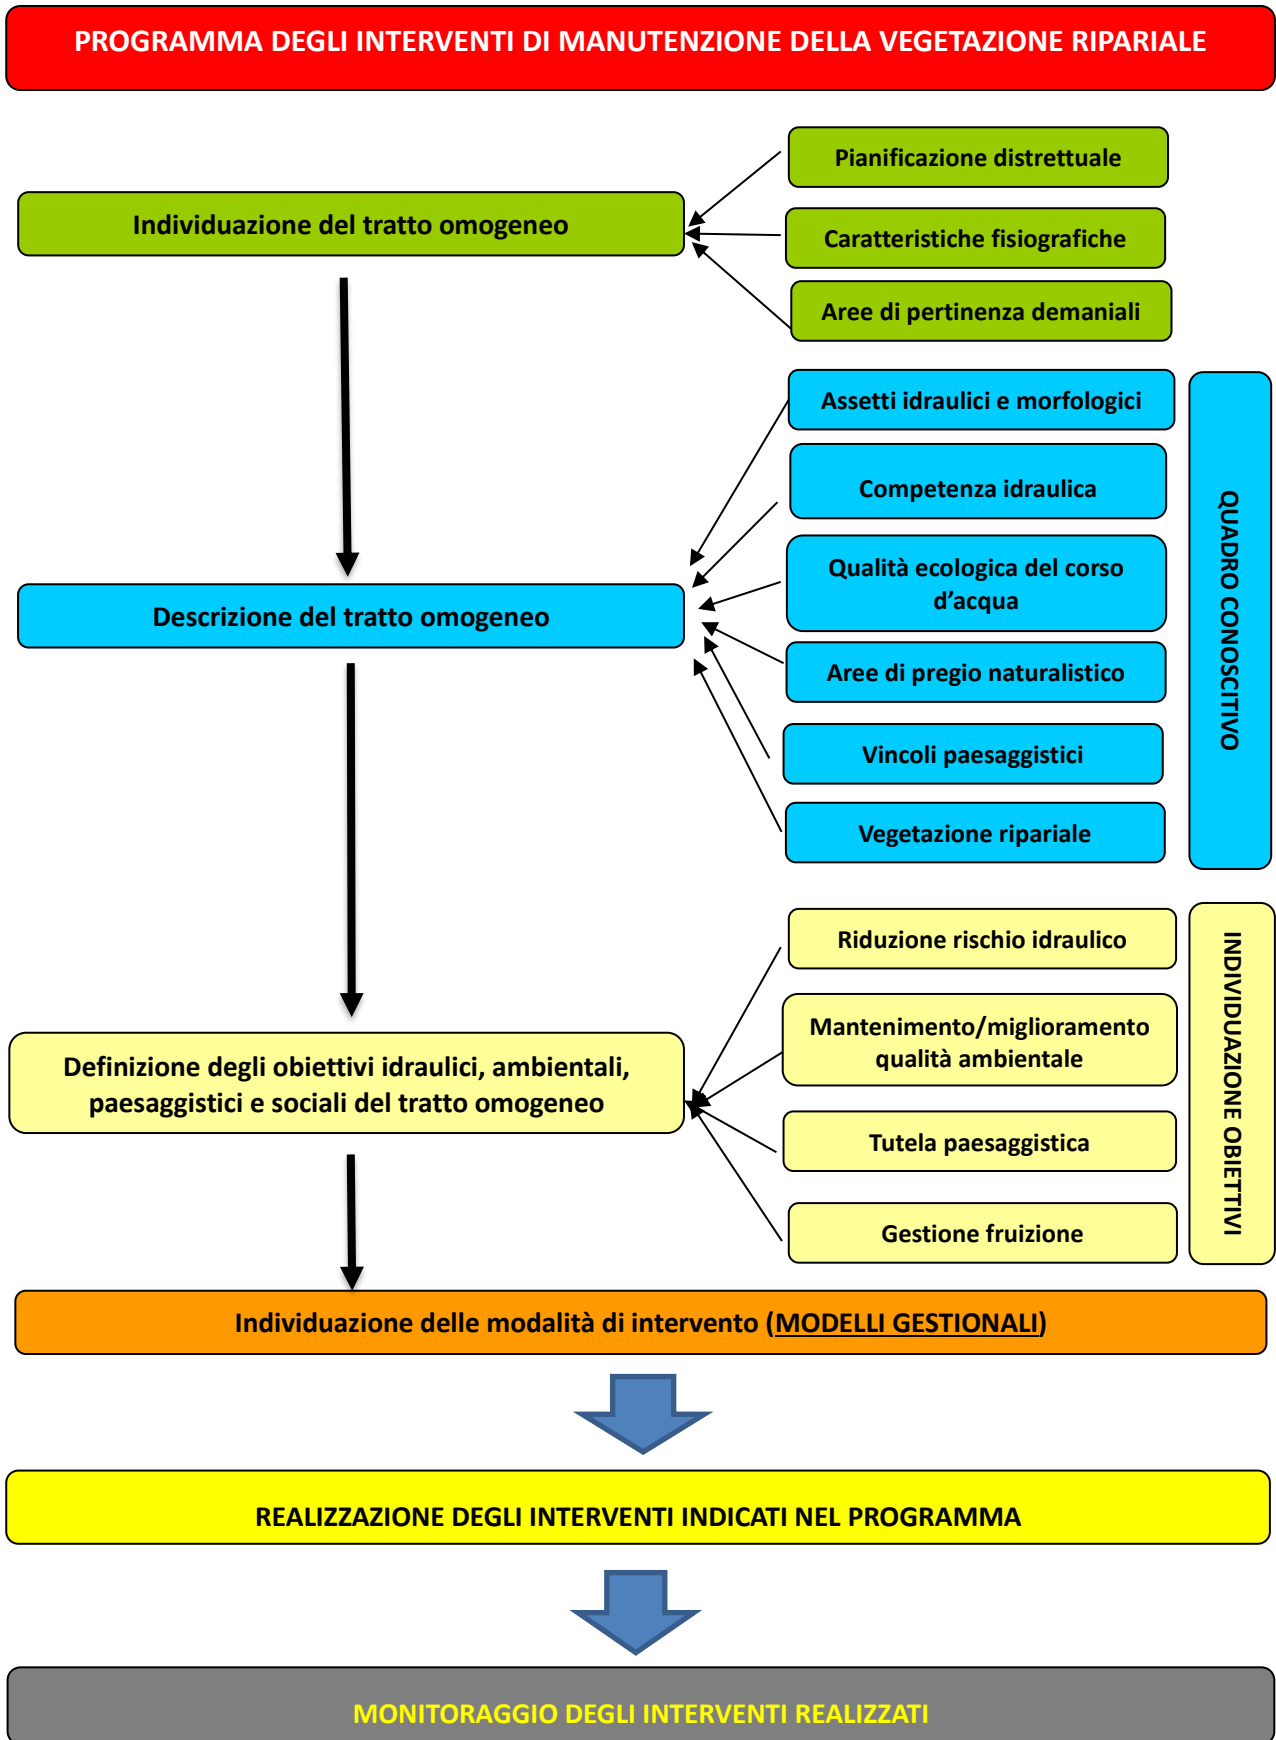 PROGRAMMA DEGLI INTERVENTI DI MANUTENZIONE DELLA VEGETAZIONE RIPARIALE
Individuazione del tratto omogeneo
Pianificazione distrettuale
Caratteristiche fisiografiche
Aree di pertinenza demaniali
Descrizione del tratto omogeneo
Assetti idraulici e morfologici
Competenza idraulica
Qualità ecologica del corso
d’acqua
Aree di pregio naturalistico
Vincoli paesaggistici
Vegetazione ripariale
QUADRO CONOSCITIVO
Definizione degli obiettivi idraulici, ambientali,
paesaggistici e sociali del tratto omogeneo
Riduzione rischio idraulico
Mantenimento/miglioramento
qualità ambientale
Tutela paesaggistica
Gestione fruizione
INDIVIDUAZIONE OBIETTIVI
Individuazione delle modalità di intervento (MODELLI GESTIONALI)
REALIZZAZIONE DEGLI INTERVENTI INDICATI NEL PROGRAMMA
MONITORAGGIO DEGLI INTERVENTI REALIZZATI